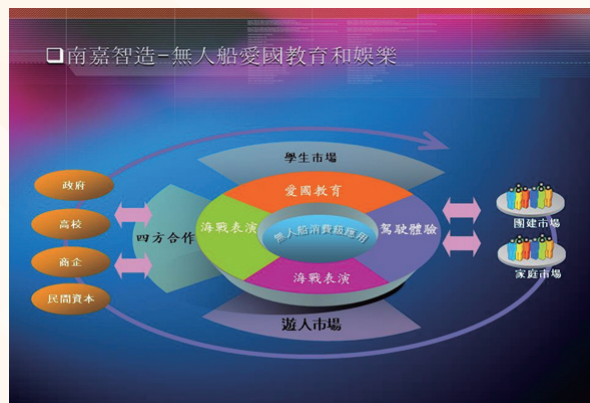 ❑南嘉智造-無人船愛國教育和娛樂
學生市場
政府
愛國教育
高校
海戰表演
駕駛體驗
團建市場
四方合作
無人船消費級應用
商企
海戰表演
家庭市場
民間資本
遊人市場